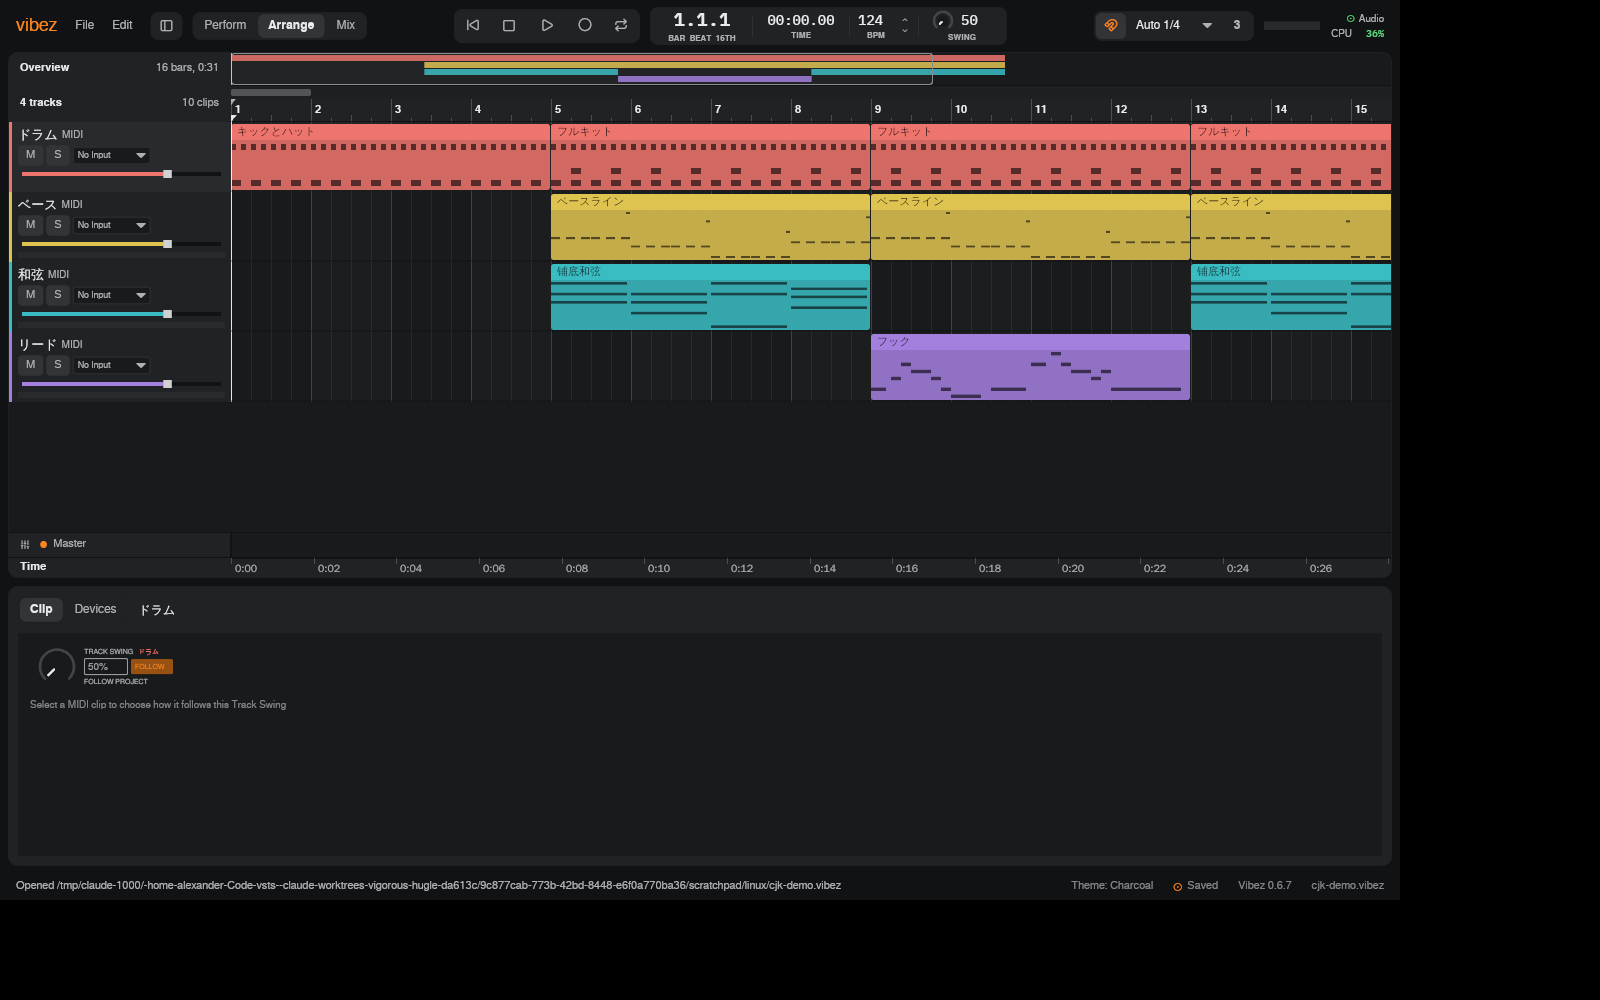 vibez File Edit Perform Arrange Mix 1.1.1 00:00.00 124 50 Auto 1/4 3 Audio
BAR BEAT 16TH TIME BPM SWING CPU 36%
Overview 16 bars, 0:31
4 tracks 10 clips 1 2 3 4 5 6 7 8 9 10 11 12 13 14 15
ドラム MIDI キックとハット フルキット フルキット フルキット
M S No Input
ベース MIDI ベースライン ベースライン ベースライン
M S No Input
和弦 MIDI 铺底和弦 铺底和弦
M S No Input
リード MIDI フック
M S No Input
Master
Time 0:00 0:02 0:04 0:06 0:08 0:10 0:12 0:14 0:16 0:18 0:20 0:22 0:24 0:26
Clip Devices ドラム
TRACK SWING ドラム
50% FOLLOW
FOLLOW PROJECT
Select a MIDI clip to choose how it follows this Track Swing
Opened /tmp/claude-1000/-home-alexander-Code-vsts--claude-worktrees-vigorous-hugle-da613c/9c877cab-773b-42bd-8448-e6f0a770ba36/scratchpad/linux/cjk-demo.vibez Theme: Charcoal Saved Vibez 0.6.7 cjk-demo.vibez